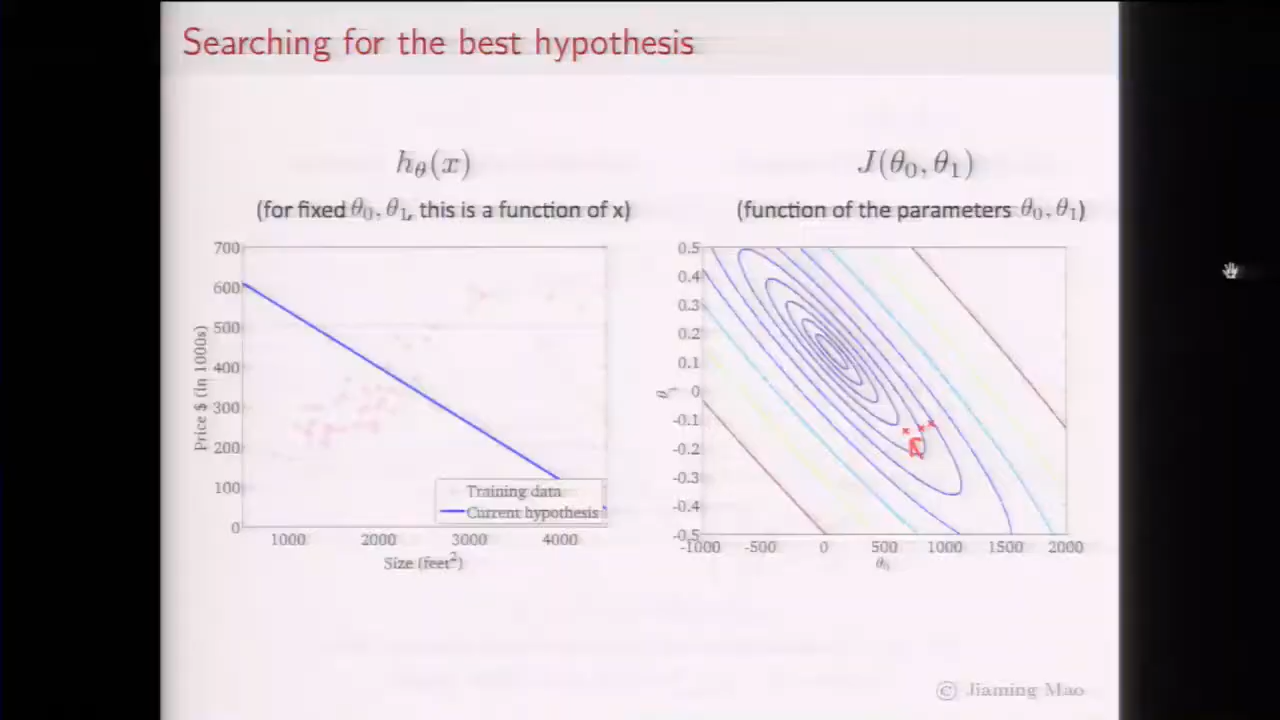 Searching for the best hypothesis
hθ(x)
(for fixed θ0, θ1, this is a function of x)
700
600
500
400
300
200
100
0
Price $ (in 1000s)
1000 2000 3000 4000
Size (feet²)
Training data
Current hypothesis
J(θ0, θ1)
(function of the parameters θ0, θ1)
0.5
0.4
0.3
0.2
0.1
0
-0.1
-0.2
-0.3
-0.4
-0.5
θ1
-1000 -500 0 500 1000 1500 2000
θ0
© Jiaming Mao